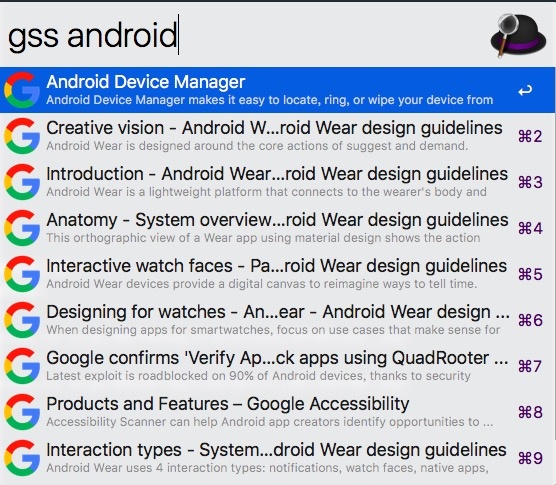 gss android
Android Device Manager
Android Device Manager makes it easy to locate, ring, or wipe your device from
Creative vision - Android W...roid Wear design guidelines ⌘2
Android Wear is designed around the core actions of suggest and demand.
Introduction - Android Wear...roid Wear design guidelines ⌘3
Android Wear is a lightweight platform that connects to the wearer's body and
Anatomy - System overview...roid Wear design guidelines ⌘4
This orthographic view of a Wear app using material design shows the action
Interactive watch faces - Pa...roid Wear design guidelines ⌘5
Android Wear devices provide a digital canvas to reimagine ways to tell time.
Designing for watches - An...ear - Android Wear design ... ⌘6
When designing apps for smartwatches, focus on use cases that make sense for
Google confirms 'Verify Ap...ck apps using QuadRooter ... ⌘7
Latest exploit is roadblocked on 90% of Android devices, thanks to security
Products and Features – Google Accessibility ⌘8
Accessibility Scanner can help Android app creators identify opportunities to ...
Interaction types - System...droid Wear design guidelines ⌘9
Android Wear uses 4 interaction types: notifications, watch faces, native apps,